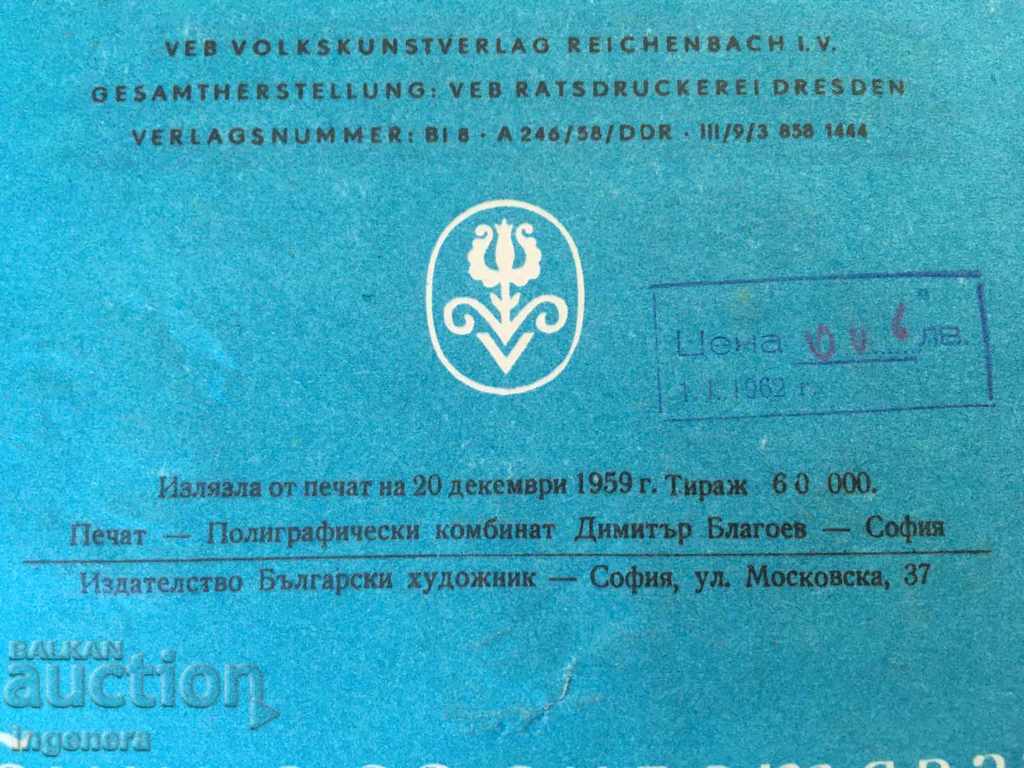 VEB VOLKSKUNSTVERLAG REICHENBACH I.V.
GESAMTHERSTELLUNG: VEB RATSDRUCKEREI DRESDEN
VERLAGSNUMMER: BI 8 · A 246/58/DDR · III/9/3 858 1444
Цена лв.
1.I.1962 г.
Излязла от печат на 20 декември 1959 г. Тираж 60 000.
Печат — Полиграфически комбинат Димитър Благоев — София
Издателство Български художник — София, ул. Московска, 37
BALKAN
auction
ingenera